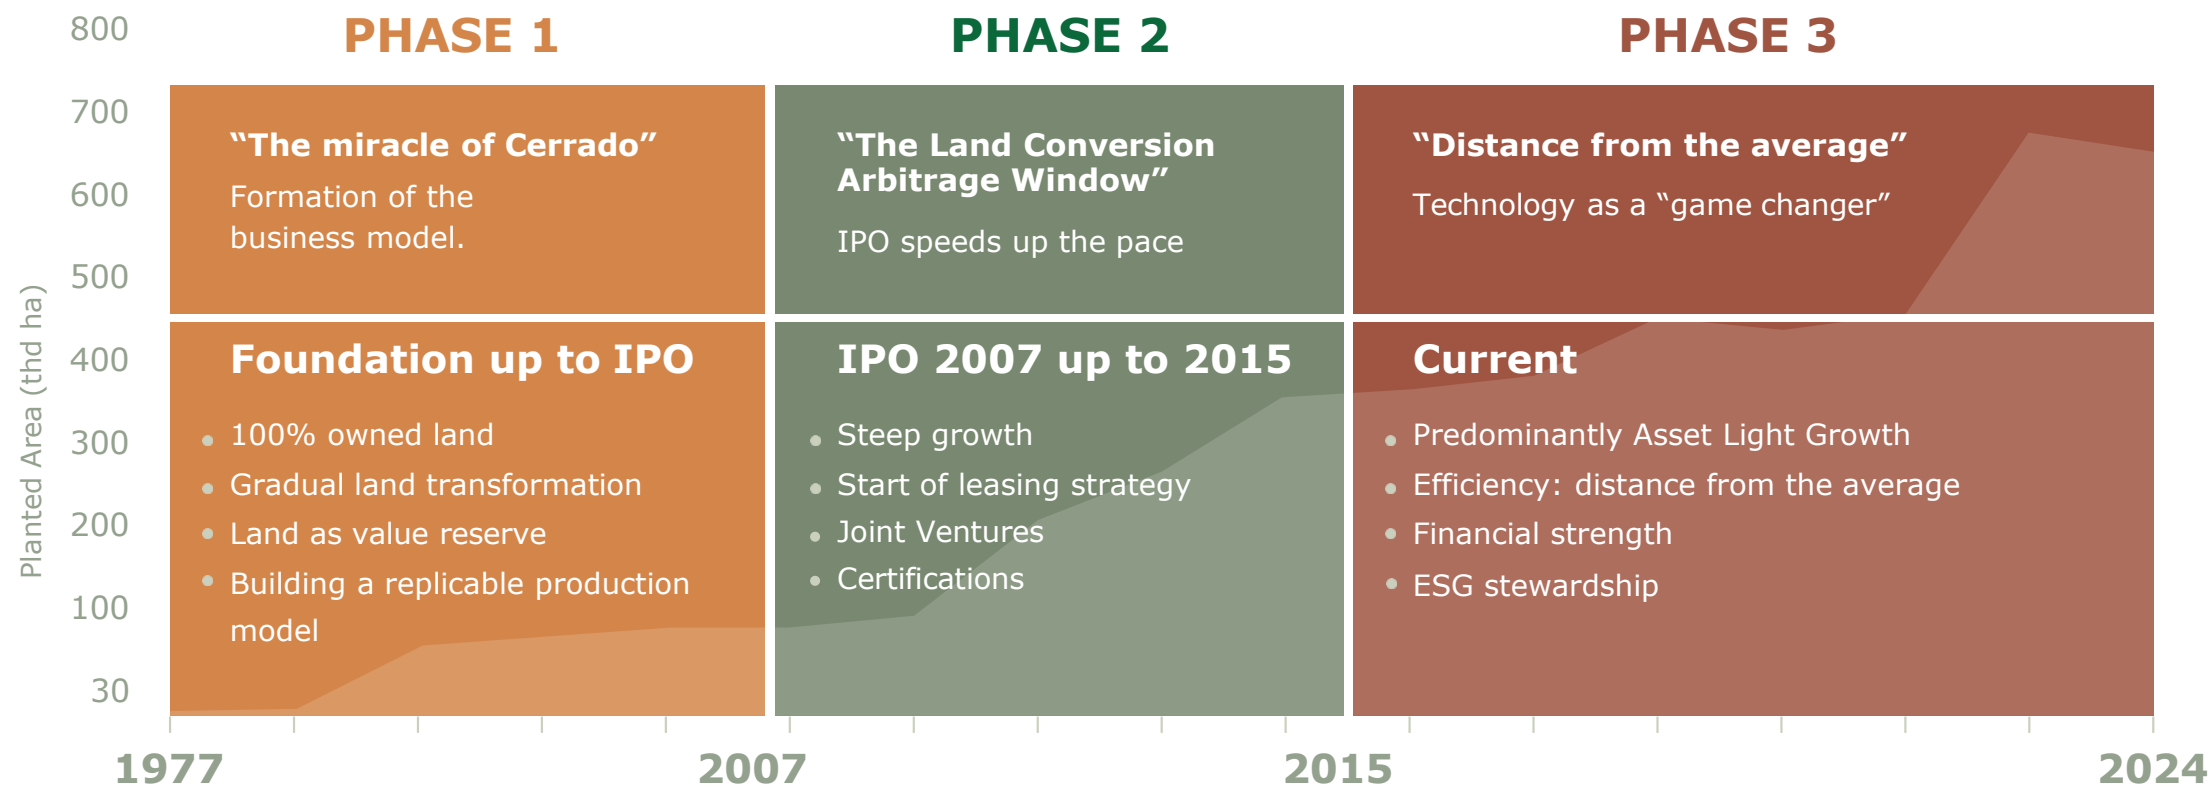 PHASE 1
PHASE 2
PHASE 3
800
700
600
500
400
300
200
100
30
Planted Area (thd ha)
“The miracle of Cerrado”
Formation of the
business model.
“The Land Conversion
Arbitrage Window”
IPO speeds up the pace
“Distance from the average”
Technology as a “game changer”
Foundation up to IPO
• 100% owned land
• Gradual land transformation
• Land as value reserve
• Building a replicable production
model
IPO 2007 up to 2015
• Steep growth
• Start of leasing strategy
• Joint Ventures
• Certifications
Current
• Predominantly Asset Light Growth
• Efficiency: distance from the average
• Financial strength
• ESG stewardship
1977
2007
2015
2024